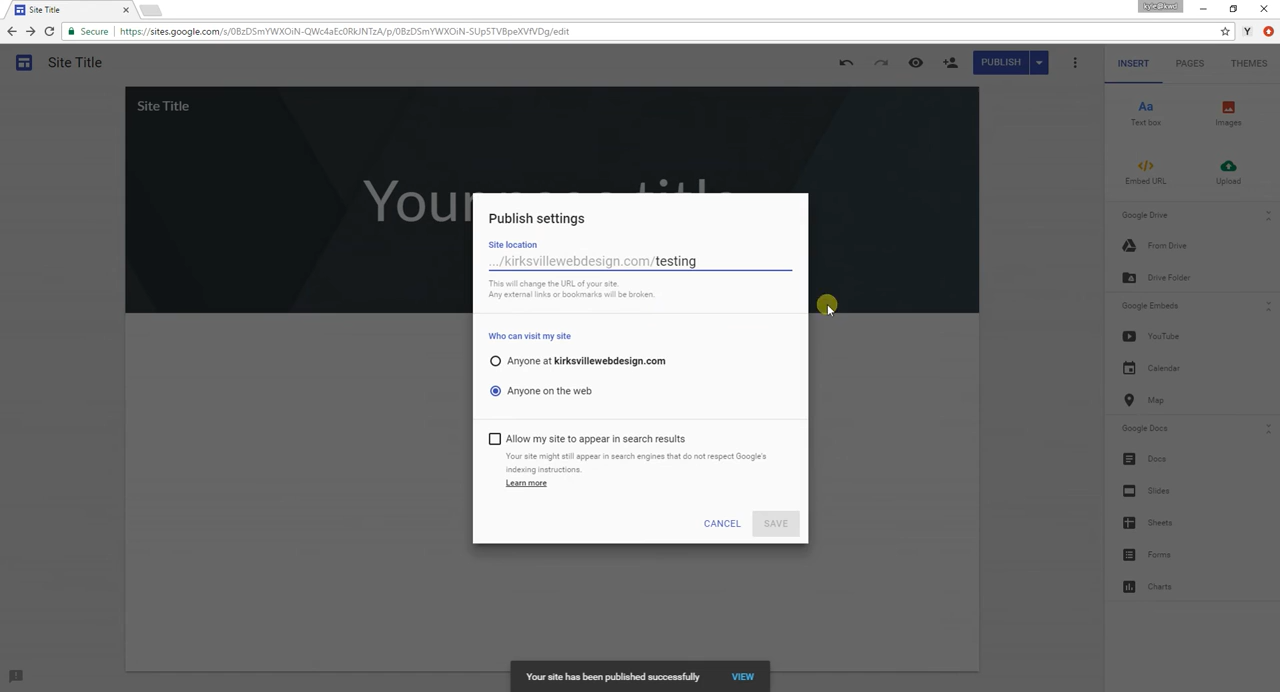 Site Title
kyle@kwd
Secure
https://sites.google.com/s/0BzDSmYWXOiN-QWc4aEc0RkJNTzA/p/0BzDSmYWXOiN-SUp5TVBpeXVfVDg/edit
Y
Site Title
PUBLISH
INSERT
PAGES
THEMES
Site Title
Aa
Text box
Images
Embed URL
Upload
Publish settings
Site location
.../kirksvillewebdesign.com/testing
This will change the URL of your site.
Any external links or bookmarks will be broken.
Who can visit my site
Anyone at kirksvillewebdesign.com
Anyone on the web
Allow my site to appear in search results
Your site might still appear in search engines that do not respect Google's
indexing instructions.
Learn more
CANCEL
SAVE
Google Drive
From Drive
Drive Folder
Google Embeds
YouTube
Calendar
Map
Google Docs
Docs
Slides
Sheets
Forms
Charts
Your site has been published successfully
VIEW